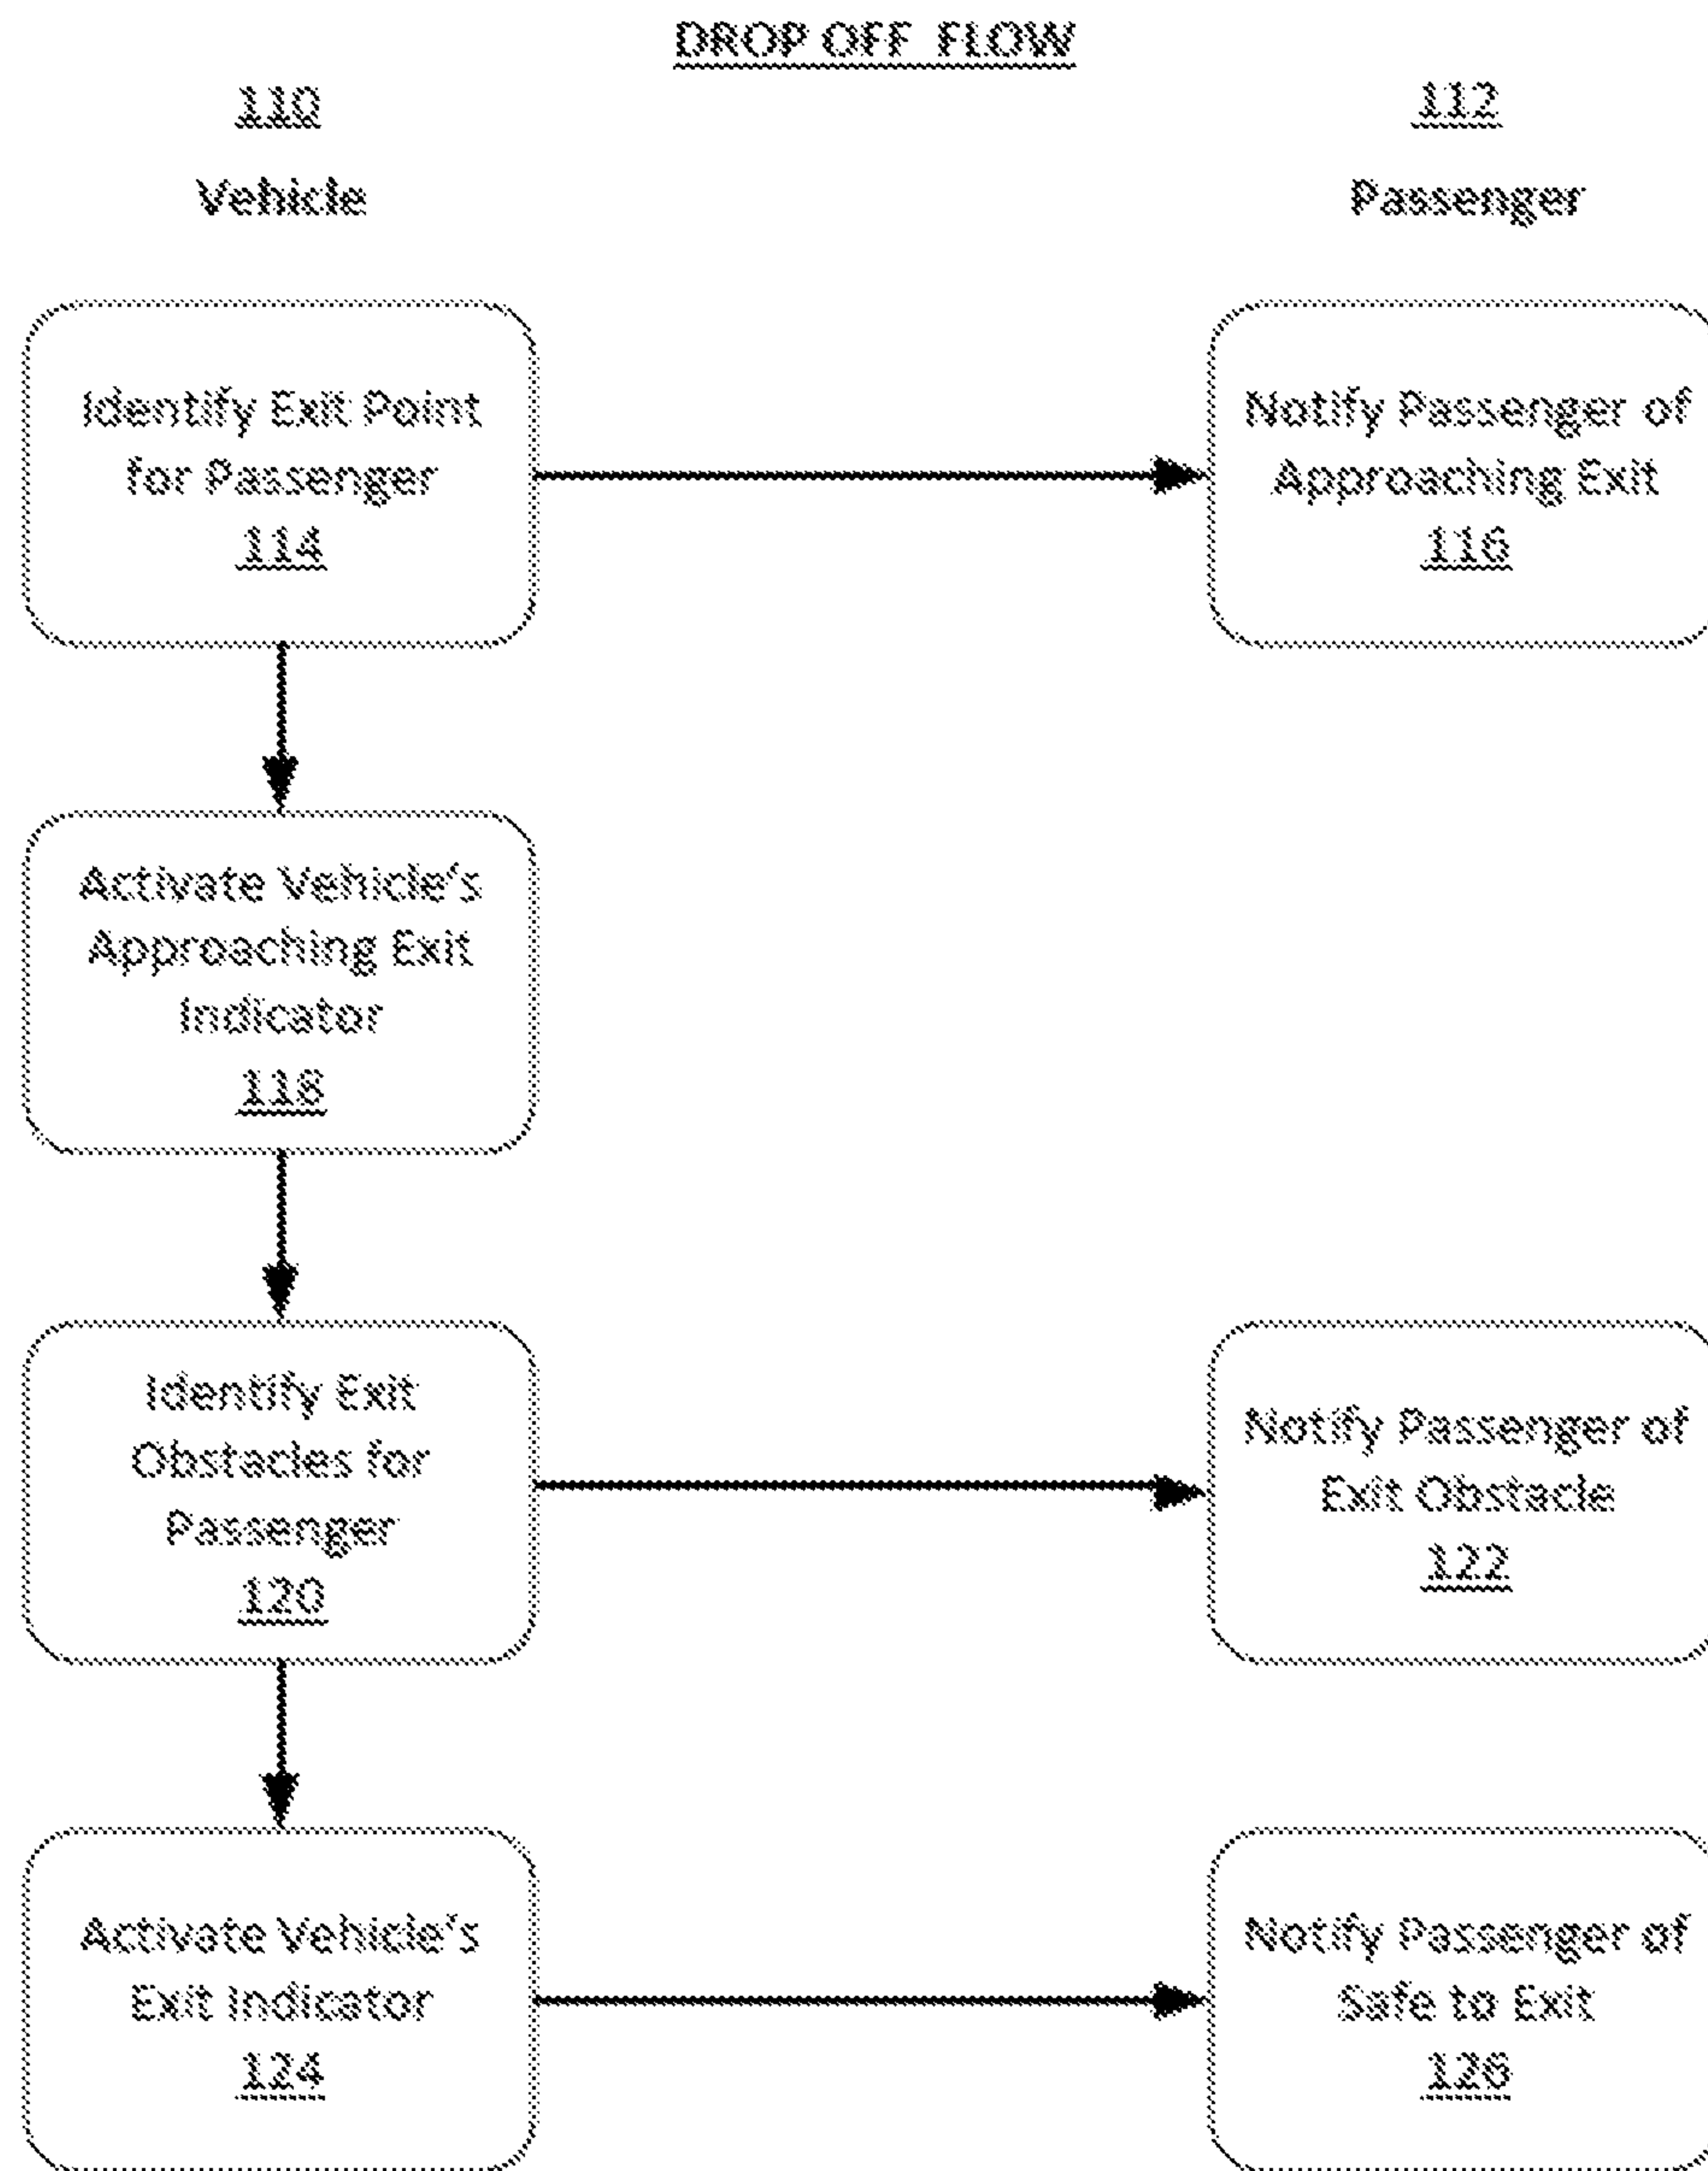 DROP OFF FLOW
110
112
Vehicle
Passenger
Identify Exit Point
for Passenger
114
Notify Passenger of
Approaching Exit
116
Activate Vehicle's
Approaching Exit
Indicator
118
Identify Exit
Obstacles for
Passenger
120
Notify Passenger of
Exit Obstacle
122
Activate Vehicle's
Exit Indicator
124
Notify Passenger of
Safe to Exit
126